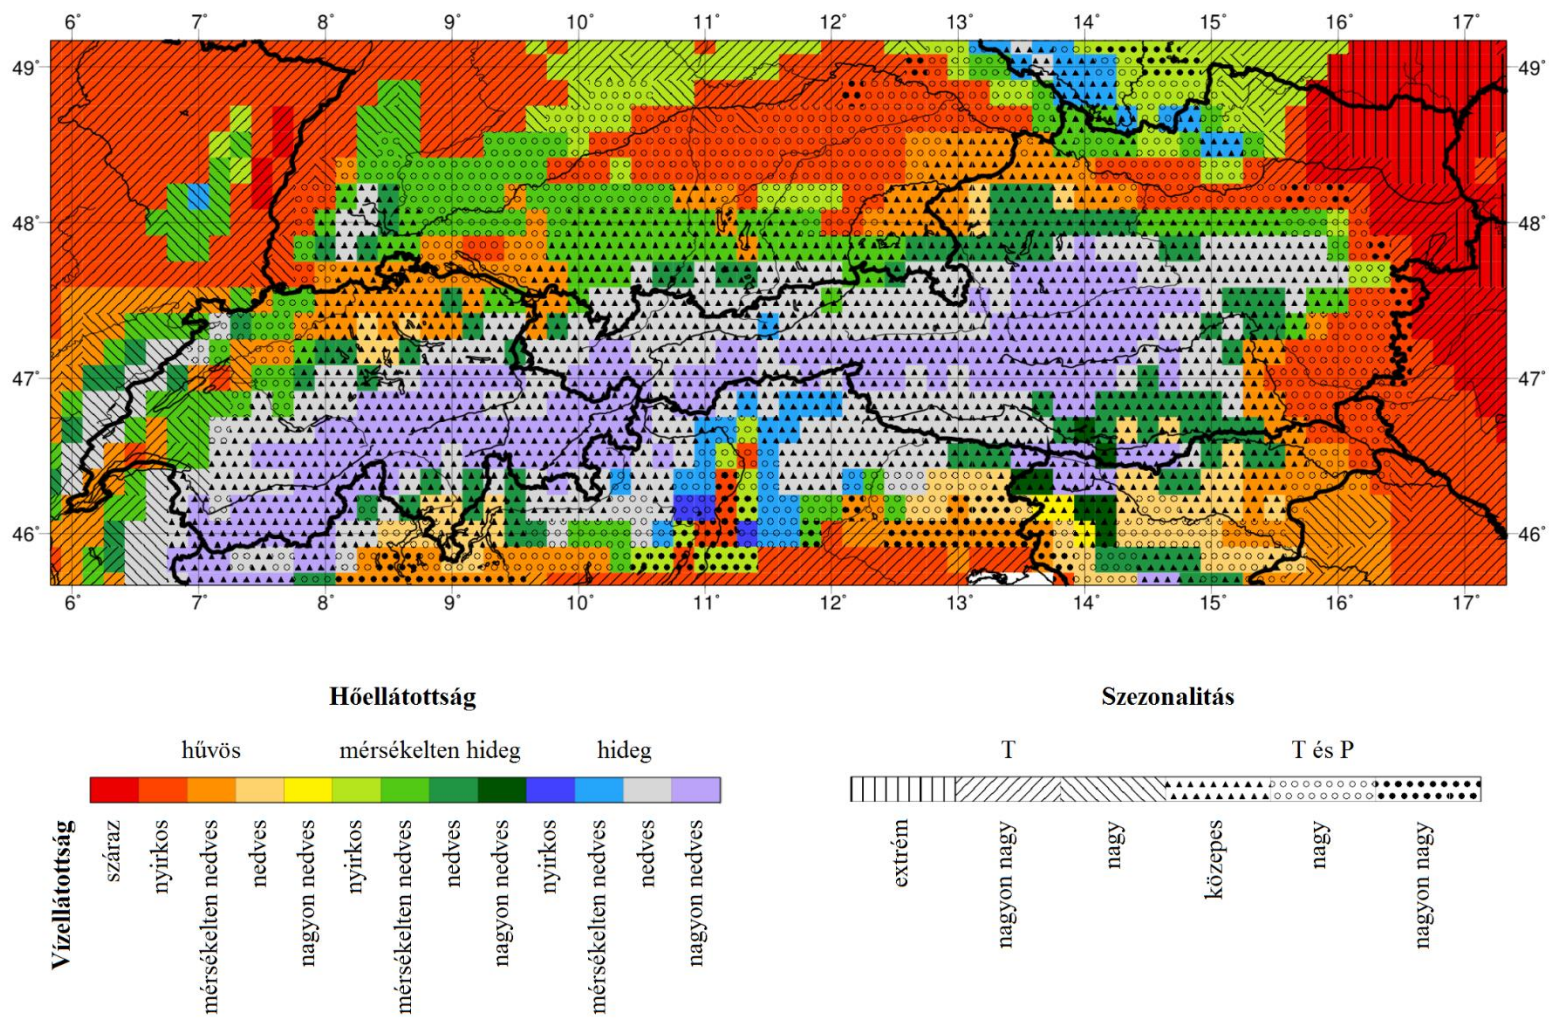 6˚ 7˚ 8˚ 9˚ 10˚ 11˚ 12˚ 13˚ 14˚ 15˚ 16˚ 17˚
49˚ 49˚
48˚ 48˚
47˚ 47˚
46˚ 46˚
6˚ 7˚ 8˚ 9˚ 10˚ 11˚ 12˚ 13˚ 14˚ 15˚ 16˚ 17˚
Hőellátottság
hűvös mérsékelten hideg hideg
Vízellátottság
száraz
nyirkos
mérsékelten nedves
nedves
nagyon nedves
nyirkos
mérsékelten nedves
nedves
nagyon nedves
nyirkos
mérsékelten nedves
nedves
nagyon nedves
Szezonalitás
T T és P
extrém
nagyon nagy
nagy
közepes
nagy
nagyon nagy